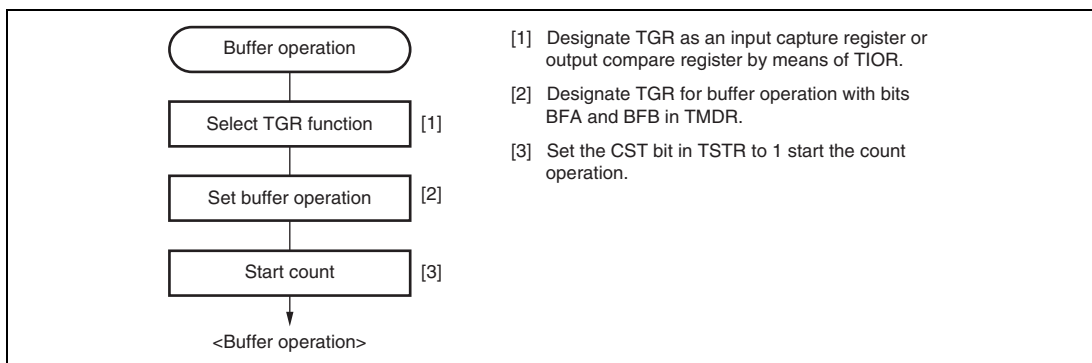 Buffer operation
Select TGR function
[1]
Set buffer operation
[2]
Start count
[3]
<Buffer operation>
[1] Designate TGR as an input capture register or
output compare register by means of TIOR.
[2] Designate TGR for buffer operation with bits
BFA and BFB in TMDR.
[3] Set the CST bit in TSTR to 1 start the count
operation.